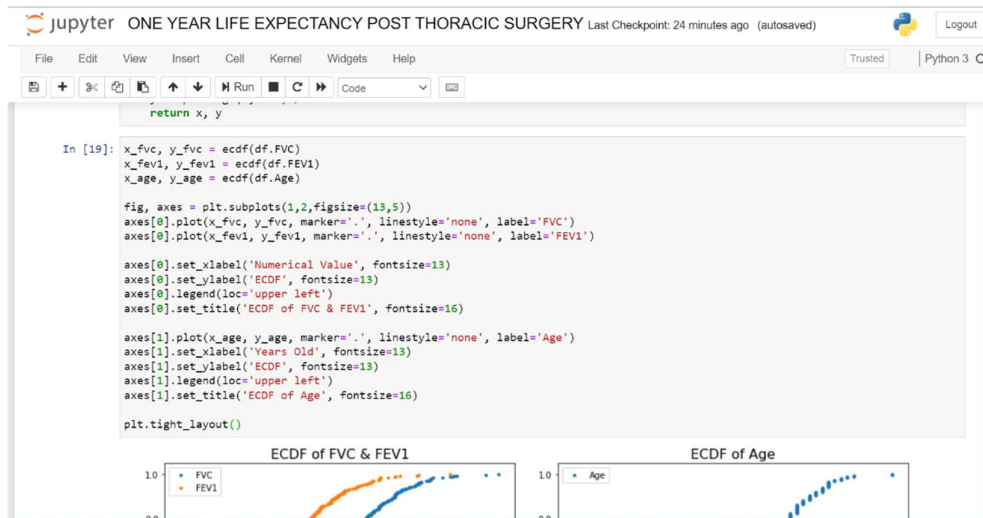 jupyter ONE YEAR LIFE EXPECTANCY POST THORACIC SURGERY Last Checkpoint: 24 minutes ago (autosaved) Logout
File Edit View Insert Cell Kernel Widgets Help Trusted Python 3
Run Code
return x, y
In [19]: x_fvc, y_fvc = ecdf(df.FVC)
x_fev1, y_fev1 = ecdf(df.FEV1)
x_age, y_age = ecdf(df.Age)
fig, axes = plt.subplots(1,2,figsize=(13,5))
axes[0].plot(x_fvc, y_fvc, marker='.', linestyle='none', label='FVC')
axes[0].plot(x_fev1, y_fev1, marker='.', linestyle='none', label='FEV1')
axes[0].set_xlabel('Numerical Value', fontsize=13)
axes[0].set_ylabel('ECDF', fontsize=13)
axes[0].legend(loc='upper left')
axes[0].set_title('ECDF of FVC & FEV1', fontsize=16)
axes[1].plot(x_age, y_age, marker='.', linestyle='none', label='Age')
axes[1].set_xlabel('Years Old', fontsize=13)
axes[1].set_ylabel('ECDF', fontsize=13)
axes[1].legend(loc='upper left')
axes[1].set_title('ECDF of Age', fontsize=16)
plt.tight_layout()
ECDF of FVC & FEV1 ECDF of Age
1.0 FVC 1.0 Age
FEV1